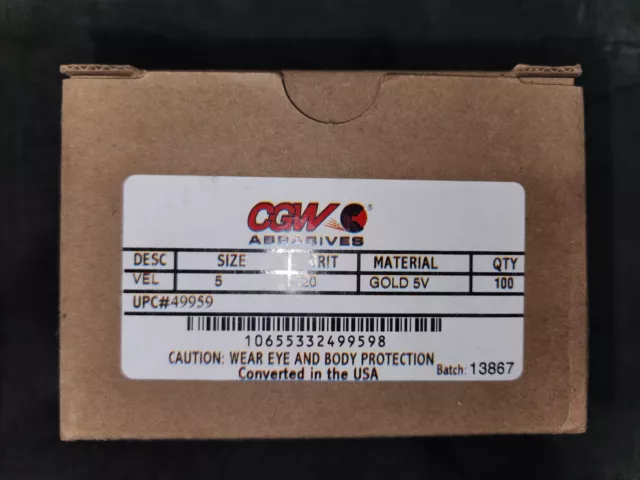 CGW®
ABRASIVES
DESC SIZE MATERIAL QTY
VEL 5 GOLD 5V 100
UPC#49959
10655332499598
CAUTION: WEAR EYE AND BODY PROTECTION
Converted in the USA Batch: 13867